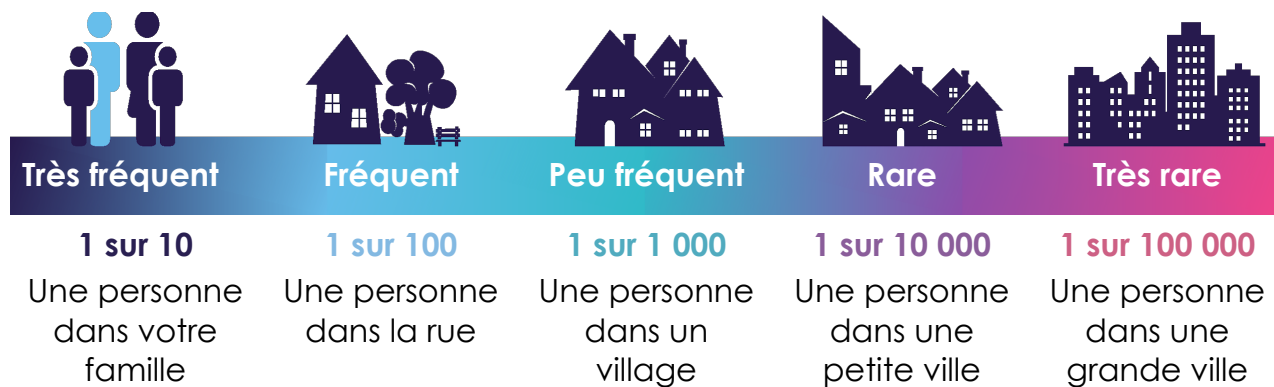 Très fréquent
Fréquent
Peu fréquent
Rare
Très rare
1 sur 10
1 sur 100
1 sur 1 000
1 sur 10 000
1 sur 100 000
Une personne
dans votre
famille
Une personne
dans la rue
Une personne
dans un
village
Une personne
dans une
petite ville
Une personne
dans une
grande ville